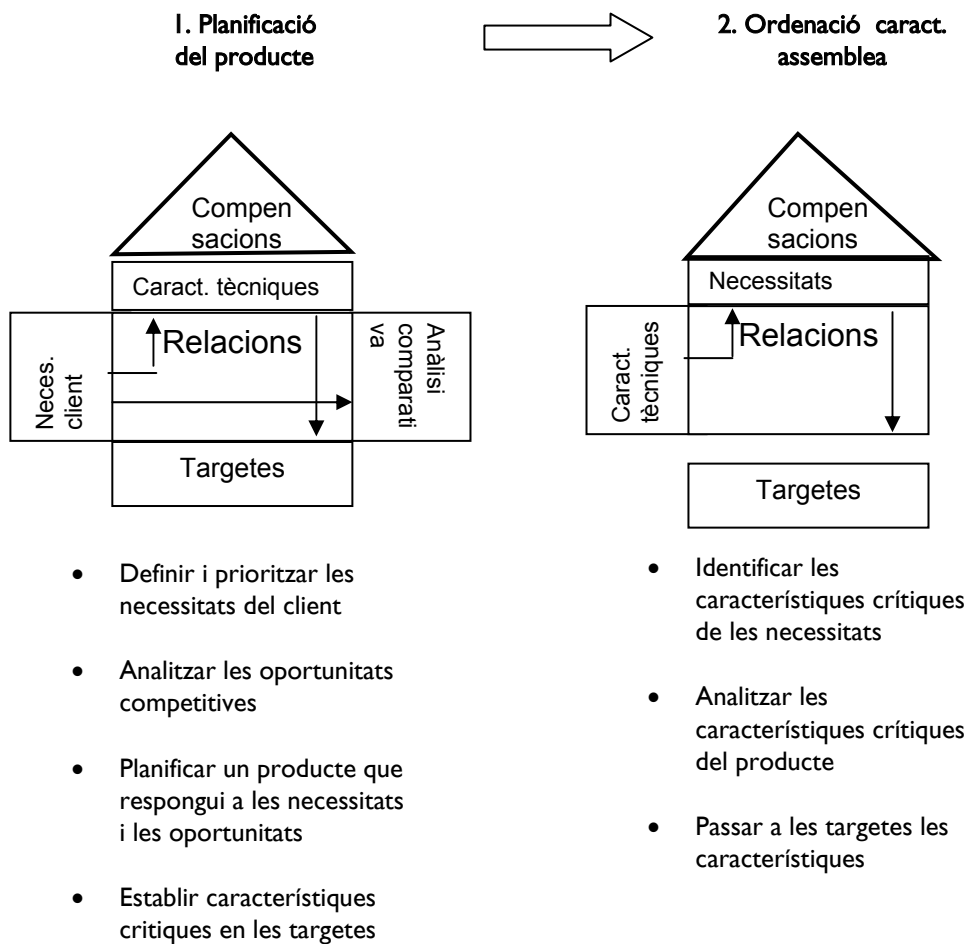 1. Planificació
del producte
2. Ordenació caract.
assemblea
Compen
sacions
Caract. tècniques
Neces.
client
Relacions
Anàlisi
comparati
va
Targetes
Compen
sacions
Necessitats
Caract.
tècniques
Relacions
Targetes
• Definir i prioritzar les
necessitats del client
• Analitzar les oportunitats
competitives
• Planificar un producte que
respongui a les necessitats
i les oportunitats
• Establir característiques
critiques en les targetes
• Identificar les
característiques crítiques
de les necessitats
• Analitzar les
característiques crítiques
del producte
• Passar a les targetes les
característiques